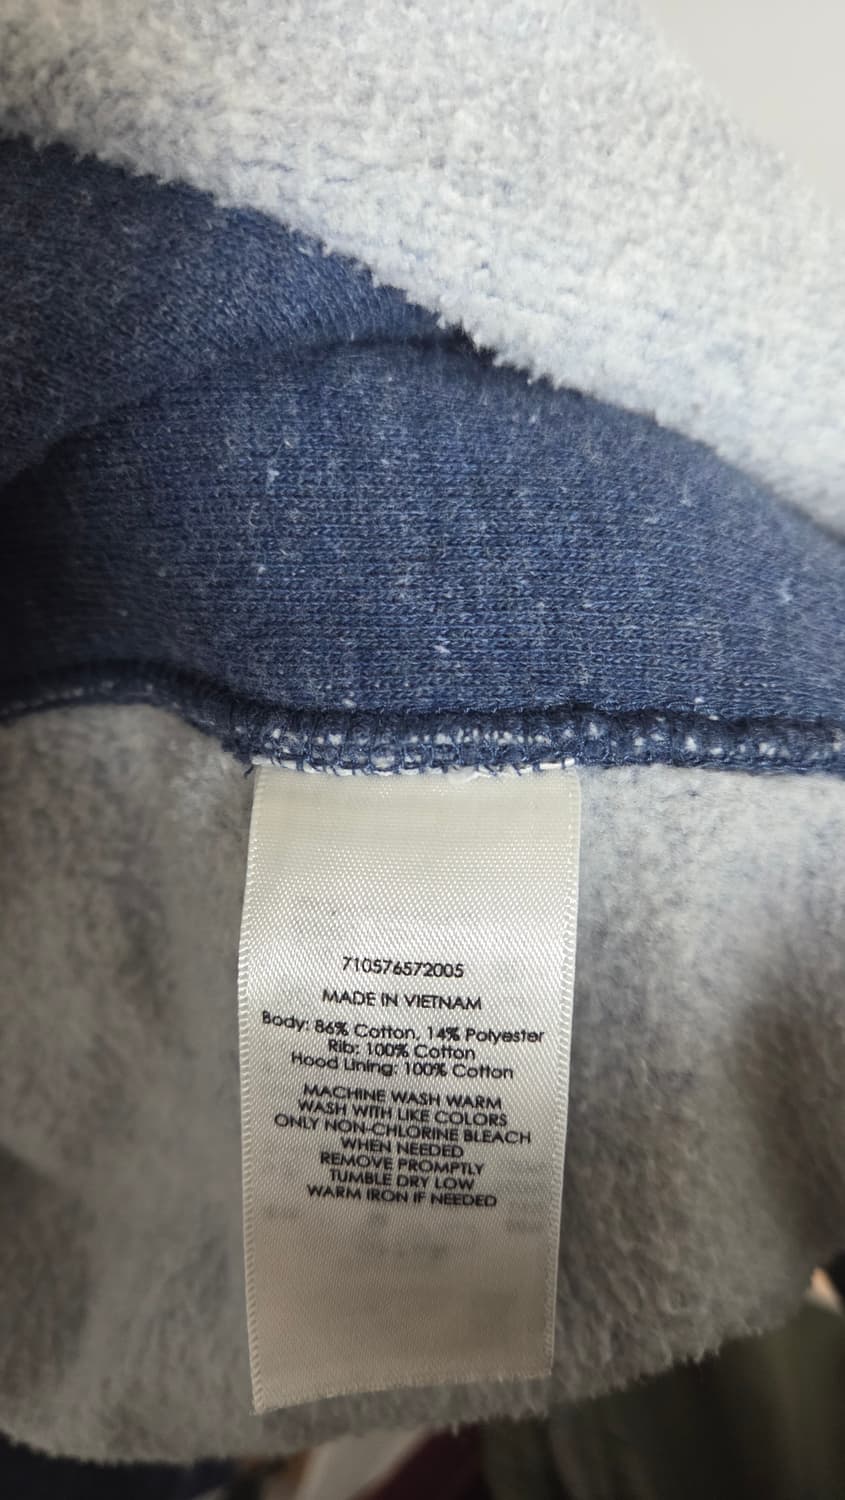 710576572005
MADE IN VIETNAM
Body: 86% Cotton, 14% Polyester
Rib: 100% Cotton
Hood Lining: 100% Cotton
MACHINE WASH WARM
WASH WITH LIKE COLORS
ONLY NON-CHLORINE BLEACH
WHEN NEEDED
REMOVE PROMPTLY
TUMBLE DRY LOW
WARM IRON IF NEEDED